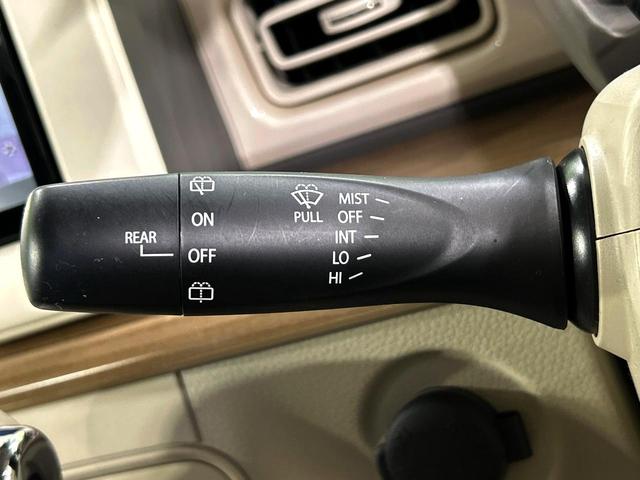 REAR
ON
OFF
PULL
MIST
OFF
INT
LO
HI